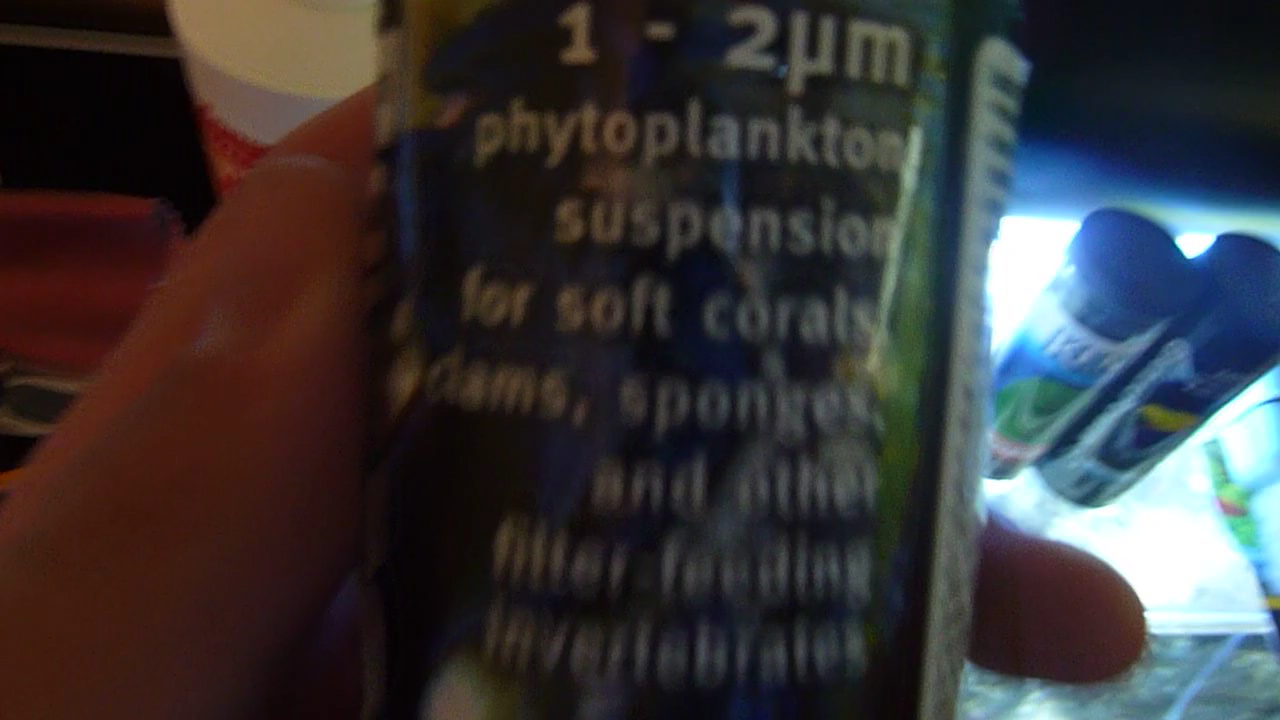 1 - 2µm
phytoplankton
suspension
for soft corals
clams, sponges,
and other
filter-feeding
invertebrates